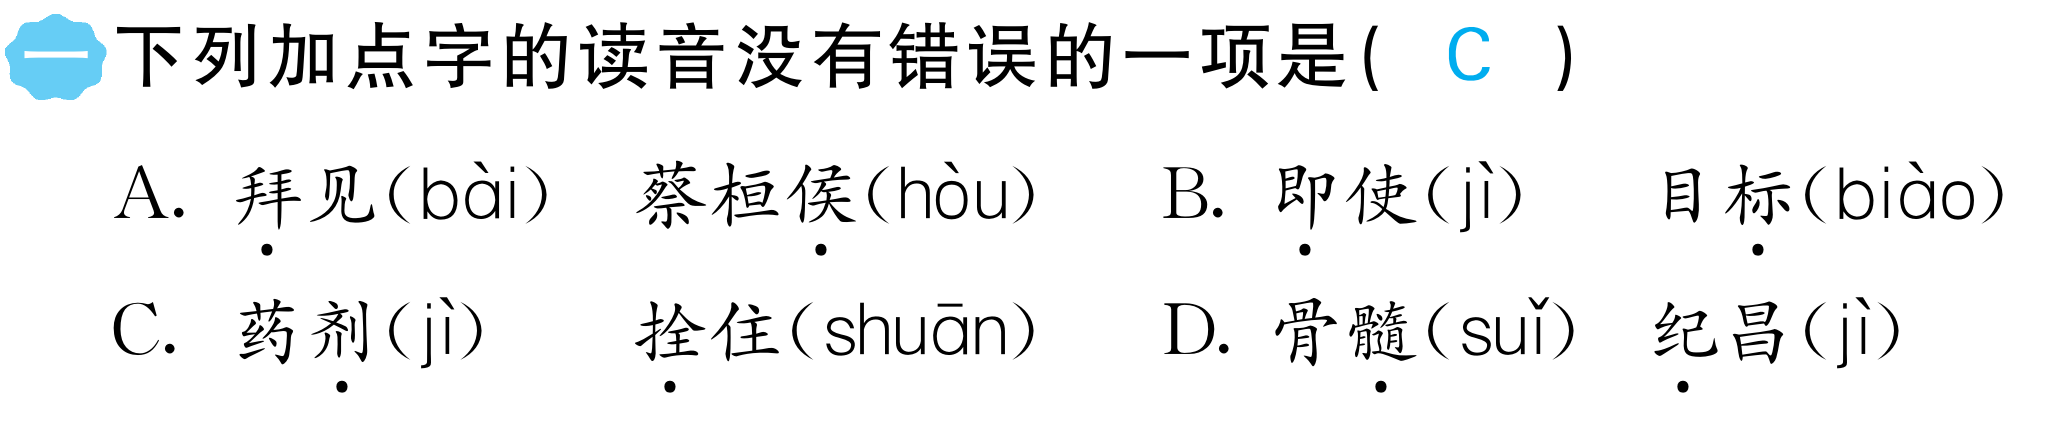 一 下列加点字的读音没有错误的一项是( C )
A. 拜见(bài) 蔡桓侯(hòu) B. 即使(jì) 目标(biào)
C. 药剂(jì) 拴住(shuān) D. 骨髓(suǐ) 纪昌(jì)